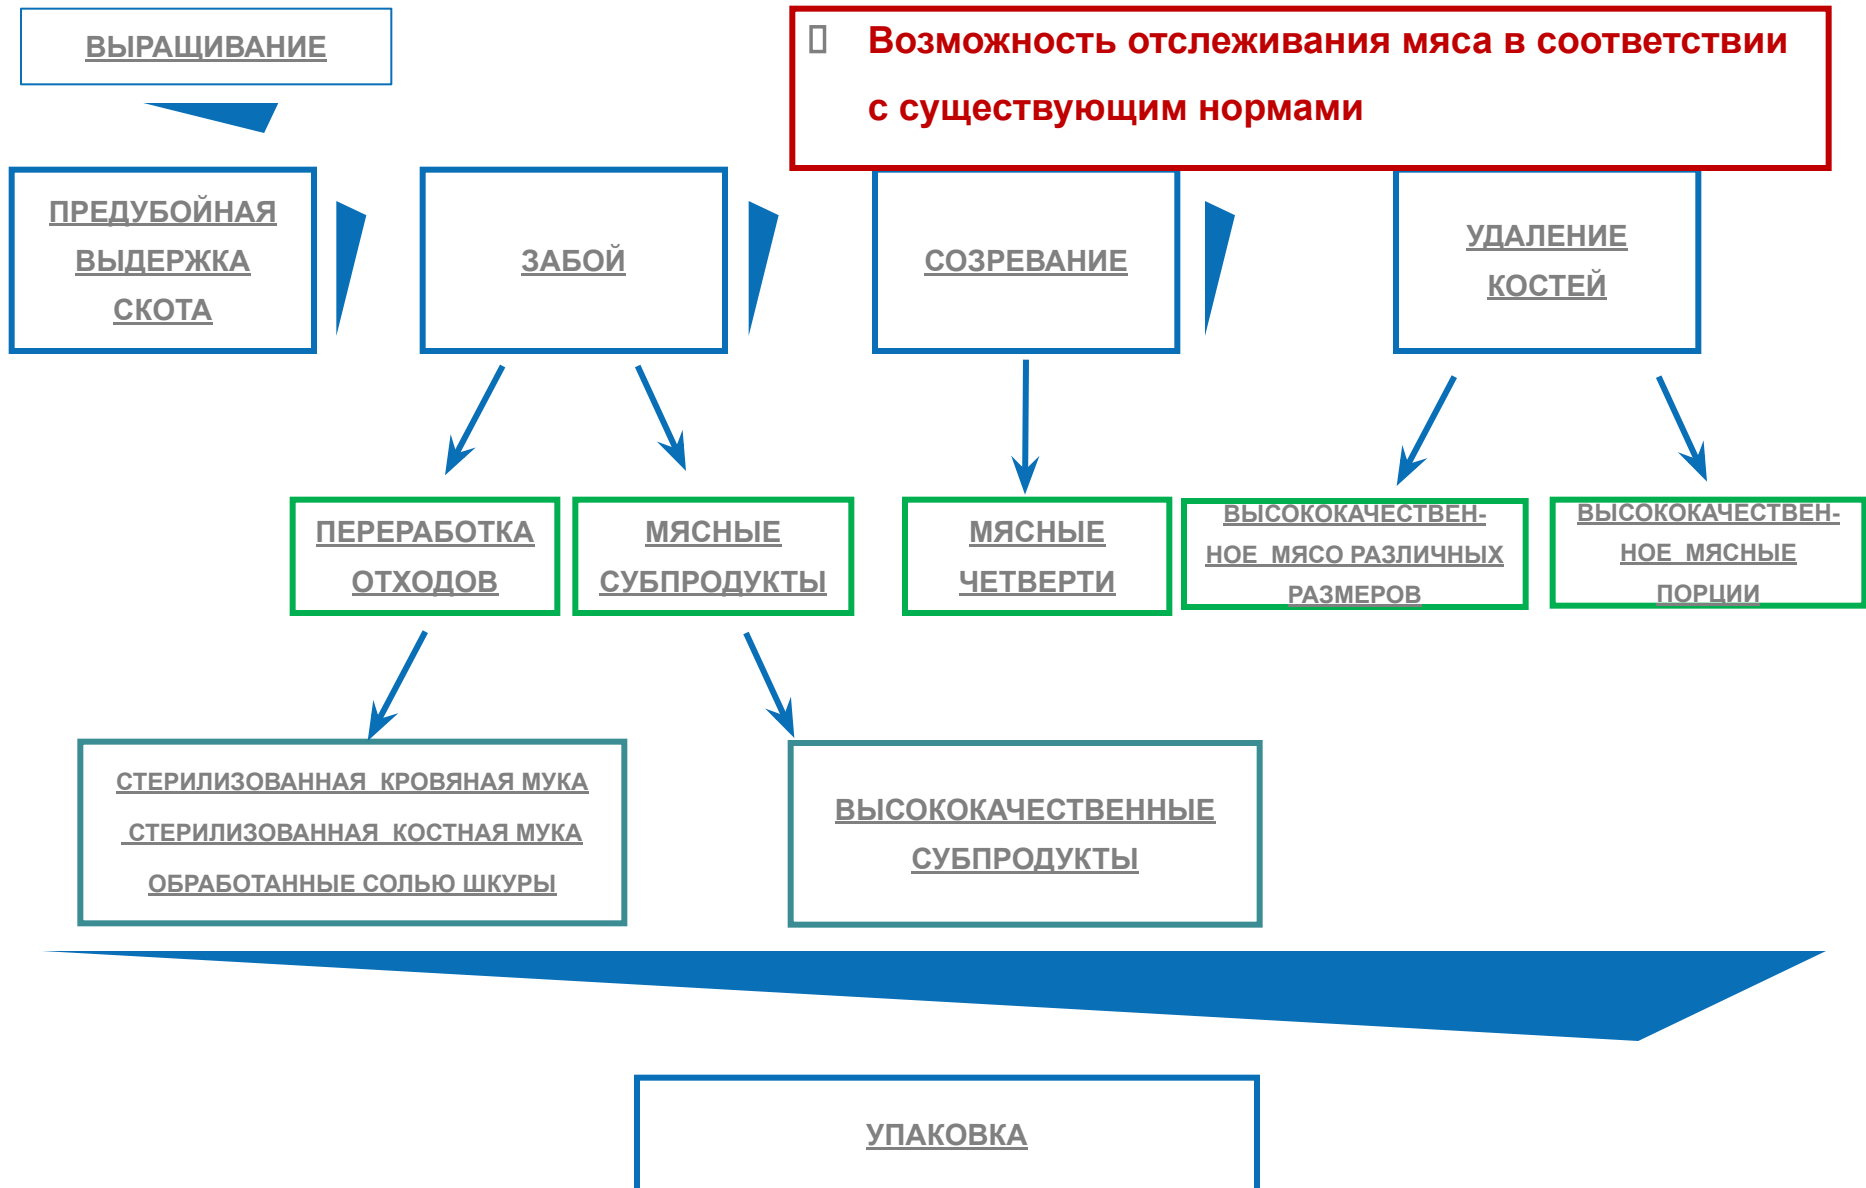 ВЫРАЩИВАНИЕ
Возможность отслеживания мяса в соответствии
с существующим нормами
ПРЕДУБОЙНАЯ
ВЫДЕРЖКА
СКОТА
ЗАБОЙ
СОЗРЕВАНИЕ
УДАЛЕНИЕ
КОСТЕЙ
ПЕРЕРАБОТКА
ОТХОДОВ
МЯСНЫЕ
СУБПРОДУКТЫ
МЯСНЫЕ
ЧЕТВЕРТИ
ВЫСОКОКАЧЕСТВЕН-
НОЕ МЯСО РАЗЛИЧНЫХ
РАЗМЕРОВ
ВЫСОКОКАЧЕСТВЕН-
НОЕ МЯСНЫЕ
ПОРЦИИ
СТЕРИЛИЗОВАННАЯ КРОВЯНАЯ МУКА
СТЕРИЛИЗОВАННАЯ КОСТНАЯ МУКА
ОБРАБОТАННЫЕ СОЛЬЮ ШКУРЫ
ВЫСОКОКАЧЕСТВЕННЫЕ
СУБПРОДУКТЫ
УПАКОВКА